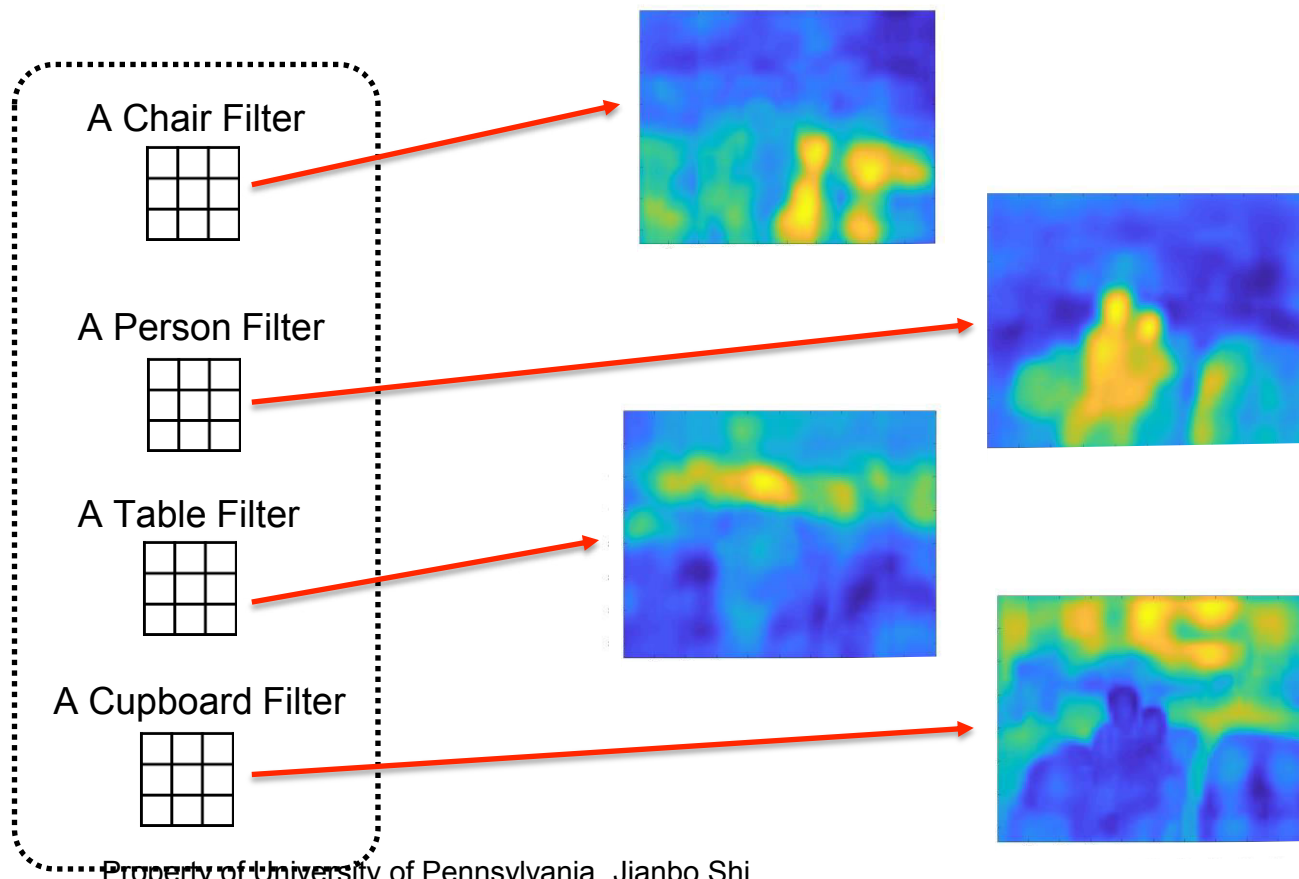 A Chair Filter
A Person Filter
A Table Filter
A Cupboard Filter
Property of University of Pennsylvania, Jianbo Shi